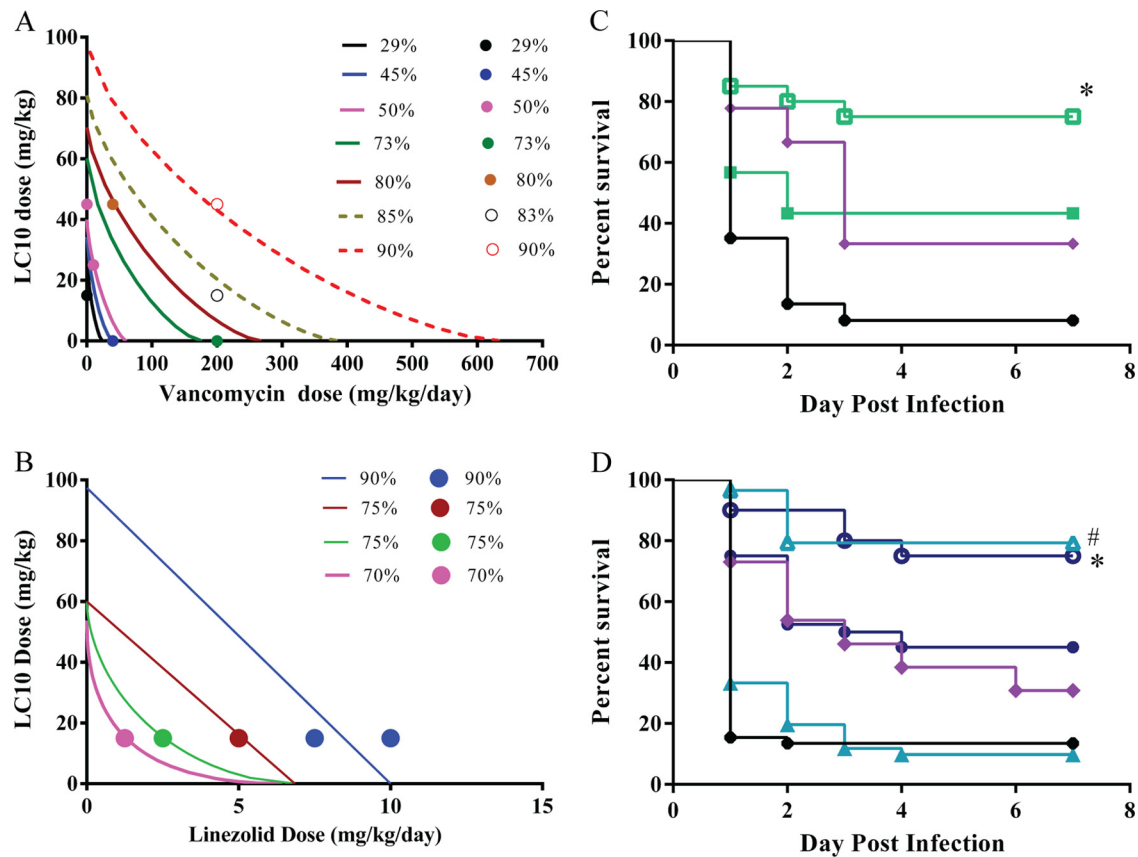 A
LC10 dose (mg/kg)
100
80
60
40
20
0
0 100 200 300 400 500 600 700
Vancomycin dose (mg/kg/day)
29% 29%
45% 45%
50% 50%
73% 73%
80% 80%
85% 83%
90% 90%
C
Percent survival
100
80
60
40
20
0
0 2 4 6 8
Day Post Infection
*
B
LC10 Dose (mg/kg)
100
80
60
40
20
0
0 5 10 15
Linezolid Dose (mg/kg/day)
90% 90%
75% 75%
75% 75%
70% 70%
D
Percent survival
100
80
60
40
20
0
0 2 4 6 8
Day Post Infection
#
*